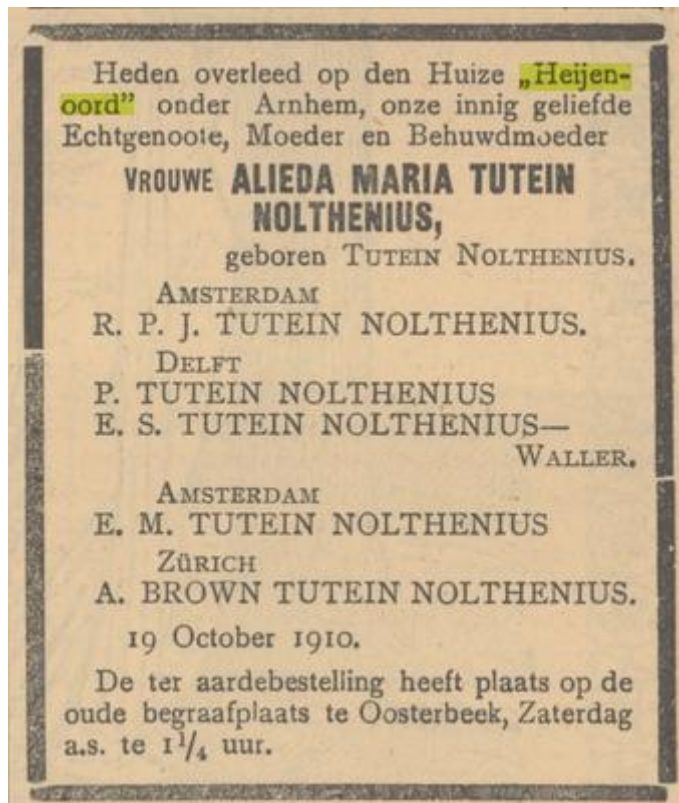 Heden overleed op den Huize „Heijen-
oord” onder Arnhem, onze innig geliefde
Echtgenoote, Moeder en Behuwdmoeder
VROUWE ALIEDA MARIA TUTEIN
NOLTHENIUS,
geboren TUTEIN NOLTHENIUS.
AMSTERDAM
R. P. J. TUTEIN NOLTHENIUS.
DELFT
P. TUTEIN NOLTHENIUS
E. S. TUTEIN NOLTHENIUS—
WALLER.
AMSTERDAM
E. M. TUTEIN NOLTHENIUS
ZÜRICH
A. BROWN TUTEIN NOLTHENIUS.
19 October 1910.
De ter aardebestelling heeft plaats op de
oude begraafplaats te Oosterbeek, Zaterdag
a.s. te 1¼ uur.